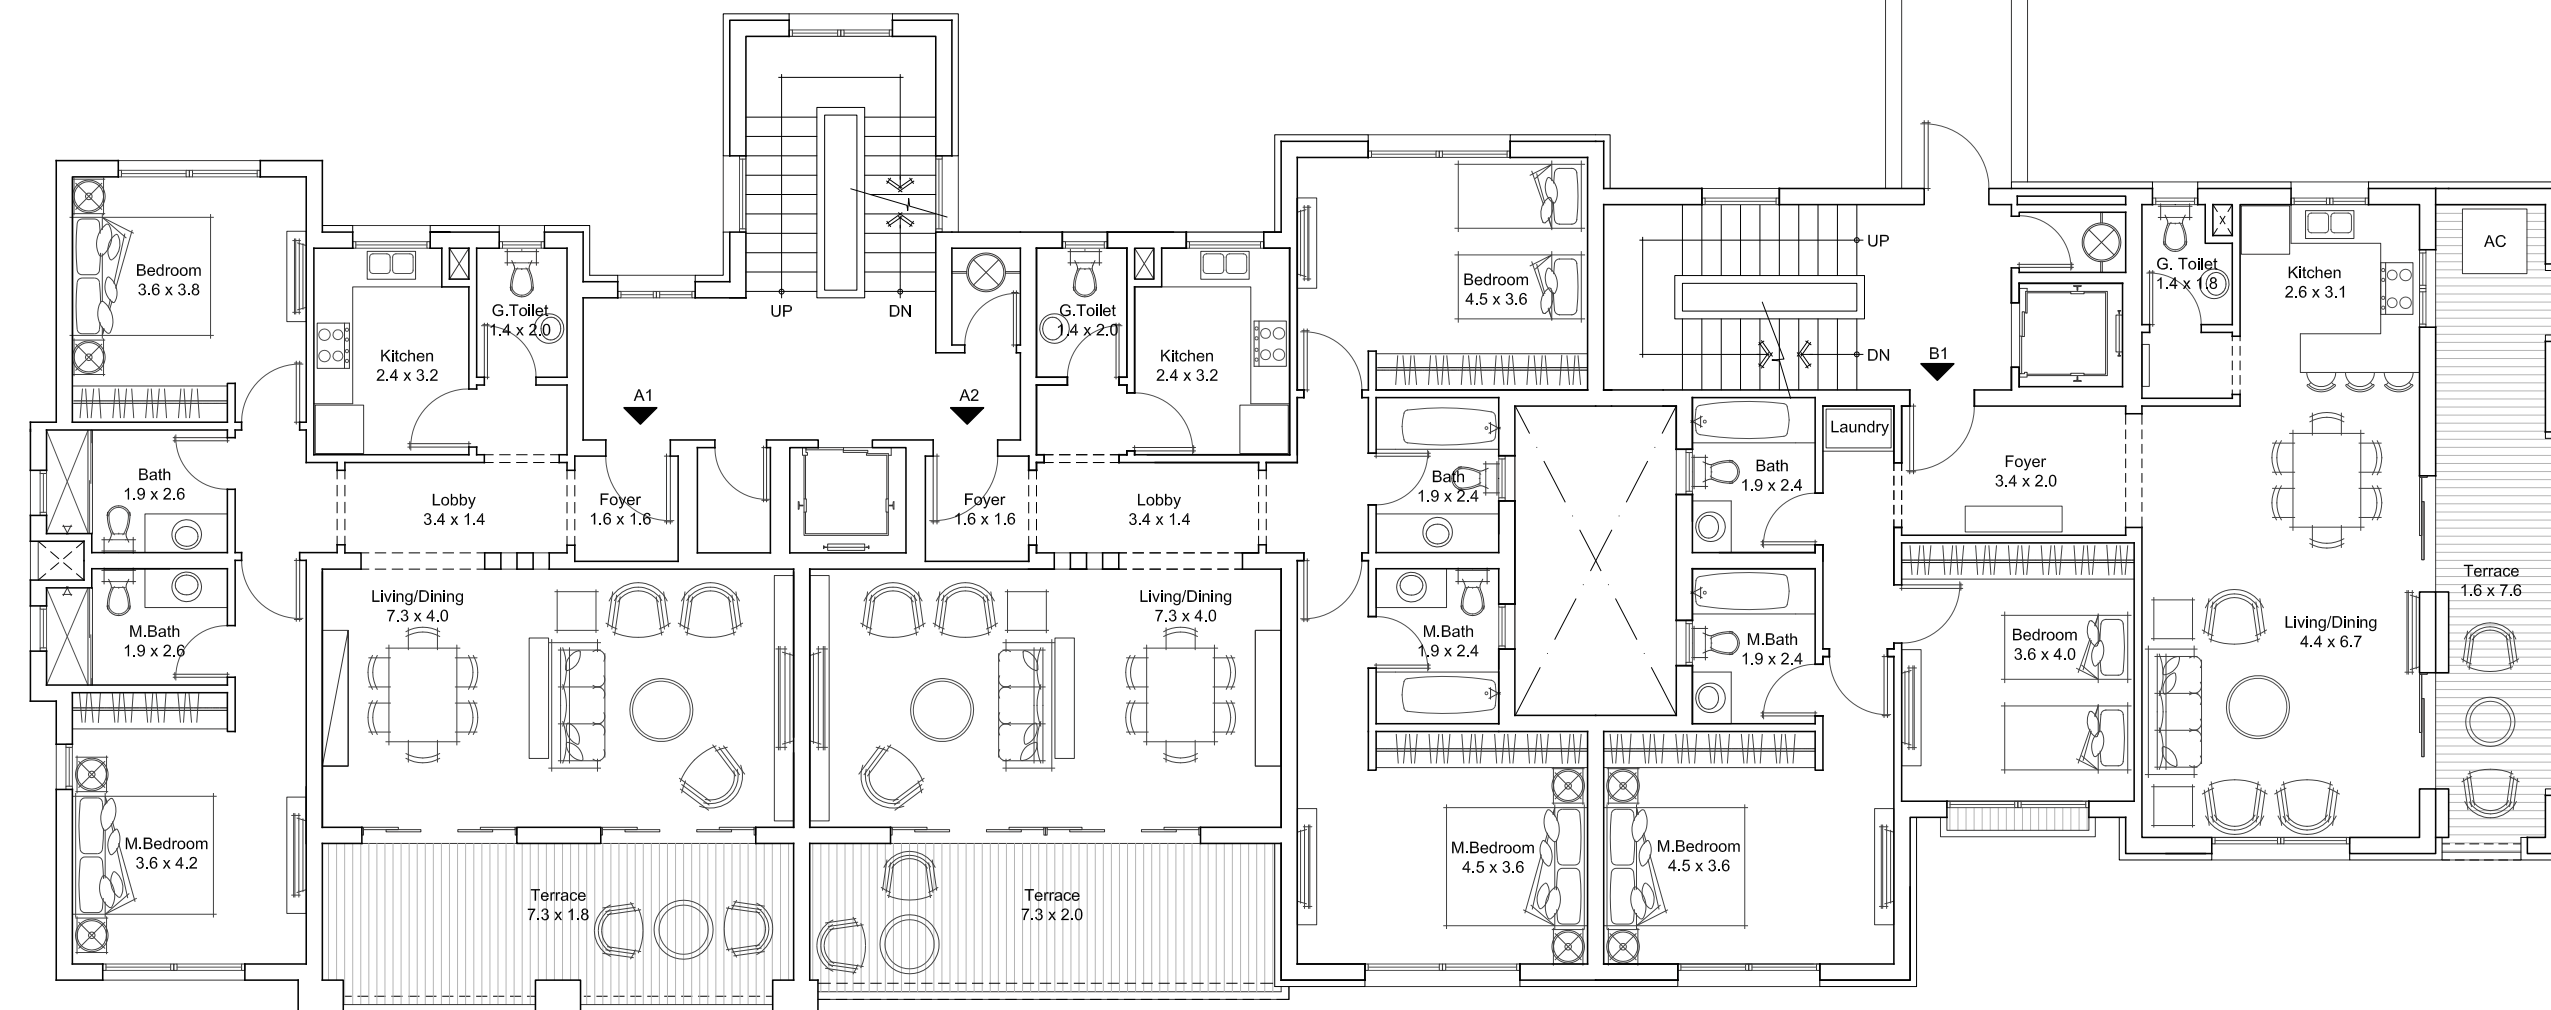 Bedroom
3.6 x 3.8
Kitchen
2.4 x 3.2
G.Toilet
1.4 x 2.0
UP
DN
A1
A2
G.Toilet
1.4 x 2.0
Kitchen
2.4 x 3.2
Bath
1.9 x 2.6
Lobby
3.4 x 1.4
Foyer
1.6 x 1.6
Foyer
1.6 x 1.6
Lobby
3.4 x 1.4
M.Bath
1.9 x 2.6
Living/Dining
7.3 x 4.0
Living/Dining
7.3 x 4.0
M.Bedroom
3.6 x 4.2
Terrace
7.3 x 1.8
Terrace
7.3 x 2.0
Bedroom
4.5 x 3.6
Bath
1.9 x 2.4
M.Bath
1.9 x 2.4
M.Bedroom
4.5 x 3.6
UP
DN
B1
Bath
1.9 x 2.4
Laundry
M.Bath
1.9 x 2.4
M.Bedroom
4.5 x 3.6
Foyer
3.4 x 2.0
Bedroom
3.6 x 4.0
G. Toilet
1.4 x 1.8
X
Kitchen
2.6 x 3.1
AC
Living/Dining
4.4 x 6.7
Terrace
1.6 x 7.6